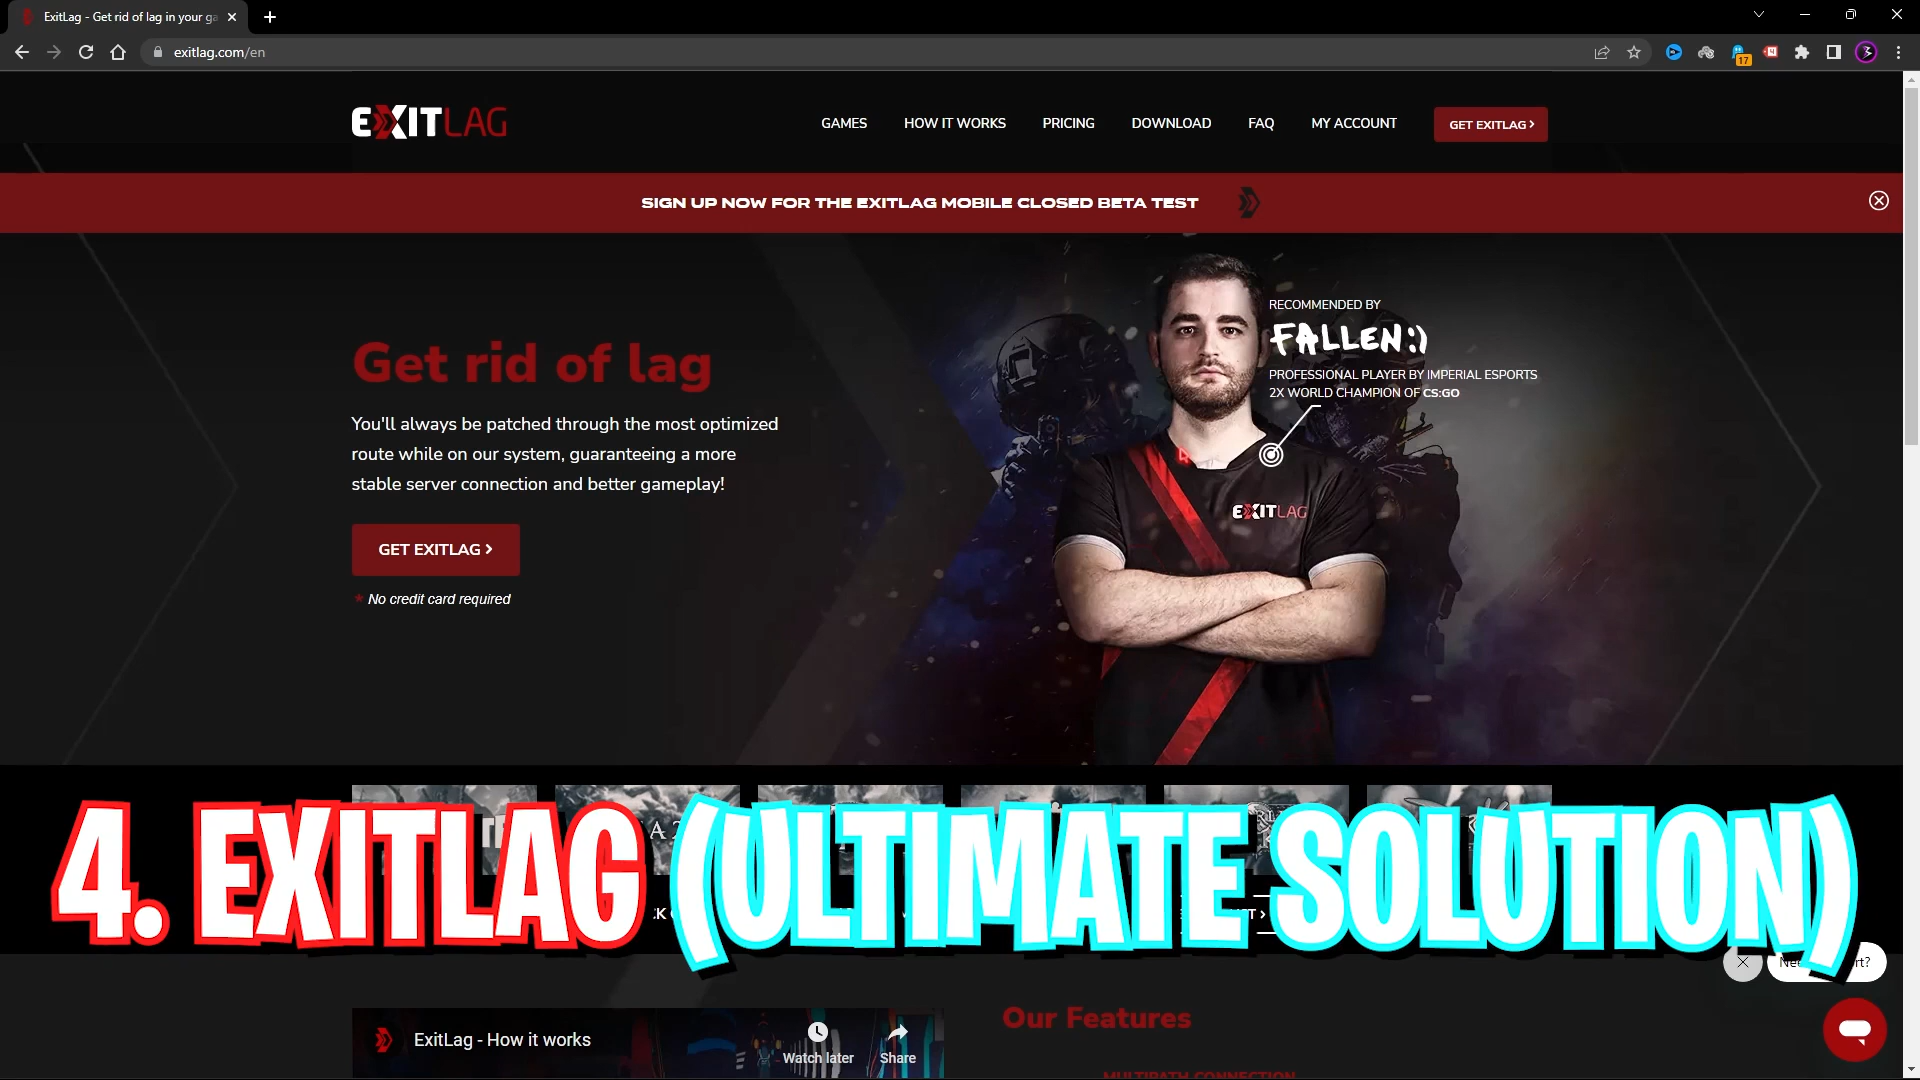 ExitLag - Get rid of lag in your ga
exitlag.com/en
17
EXITLAG
GAMES
HOW IT WORKS
PRICING
DOWNLOAD
FAQ
MY ACCOUNT
GET EXITLAG
SIGN UP NOW FOR THE EXITLAG MOBILE CLOSED BETA TEST
RECOMMENDED BY
FALLEN:)
PROFESSIONAL PLAYER BY IMPERIAL ESPORTS
2X WORLD CHAMPION OF CS:GO
Get rid of lag
You'll always be patched through the most optimized
route while on our system, guaranteeing a more
stable server connection and better gameplay!
EXITLAG
GET EXITLAG
* No credit card required
4. EXITLAG (ULTIMATE SOLUTION)
ExitLag - How it works
Watch later
Share
Our Features
MULTIPATH CONNECTION